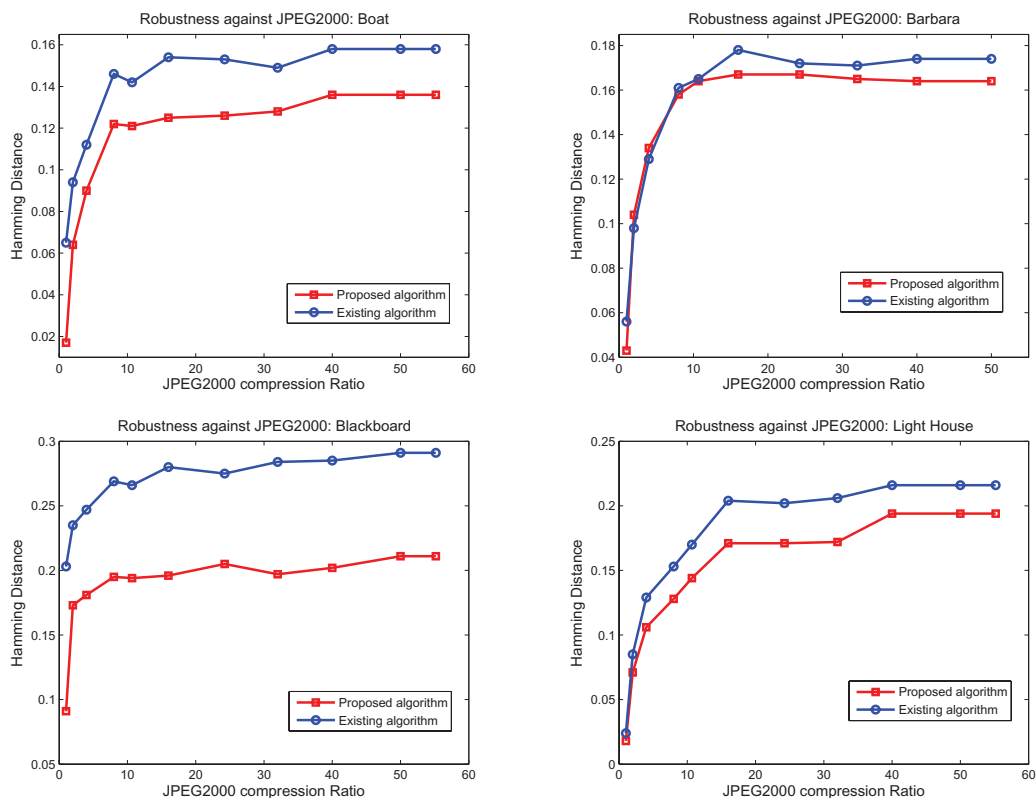 Robustness against JPEG2000: Boat
0.16
0.14
0.12
0.1
0.08
0.06
0.04
0.02
Hamming Distance
Proposed algorithm
Existing algorithm
0 10 20 30 40 50 60
JPEG2000 compression Ratio
Robustness against JPEG2000: Barbara
0.18
0.16
0.14
0.12
0.1
0.08
0.06
0.04
Hamming Distance
Proposed algorithm
Existing algorithm
0 10 20 30 40 50
JPEG2000 compression Ratio
Robustness against JPEG2000: Blackboard
0.3
0.25
0.2
0.15
0.1
0.05
Hamming Distance
Proposed algorithm
Existing algorithm
0 10 20 30 40 50 60
JPEG2000 compression Ratio
Robustness against JPEG2000: Light House
0.25
0.2
0.15
0.1
0.05
0
Hamming Distance
Proposed algorithm
Existing algorithm
0 10 20 30 40 50 60
JPEG2000 compression Ratio